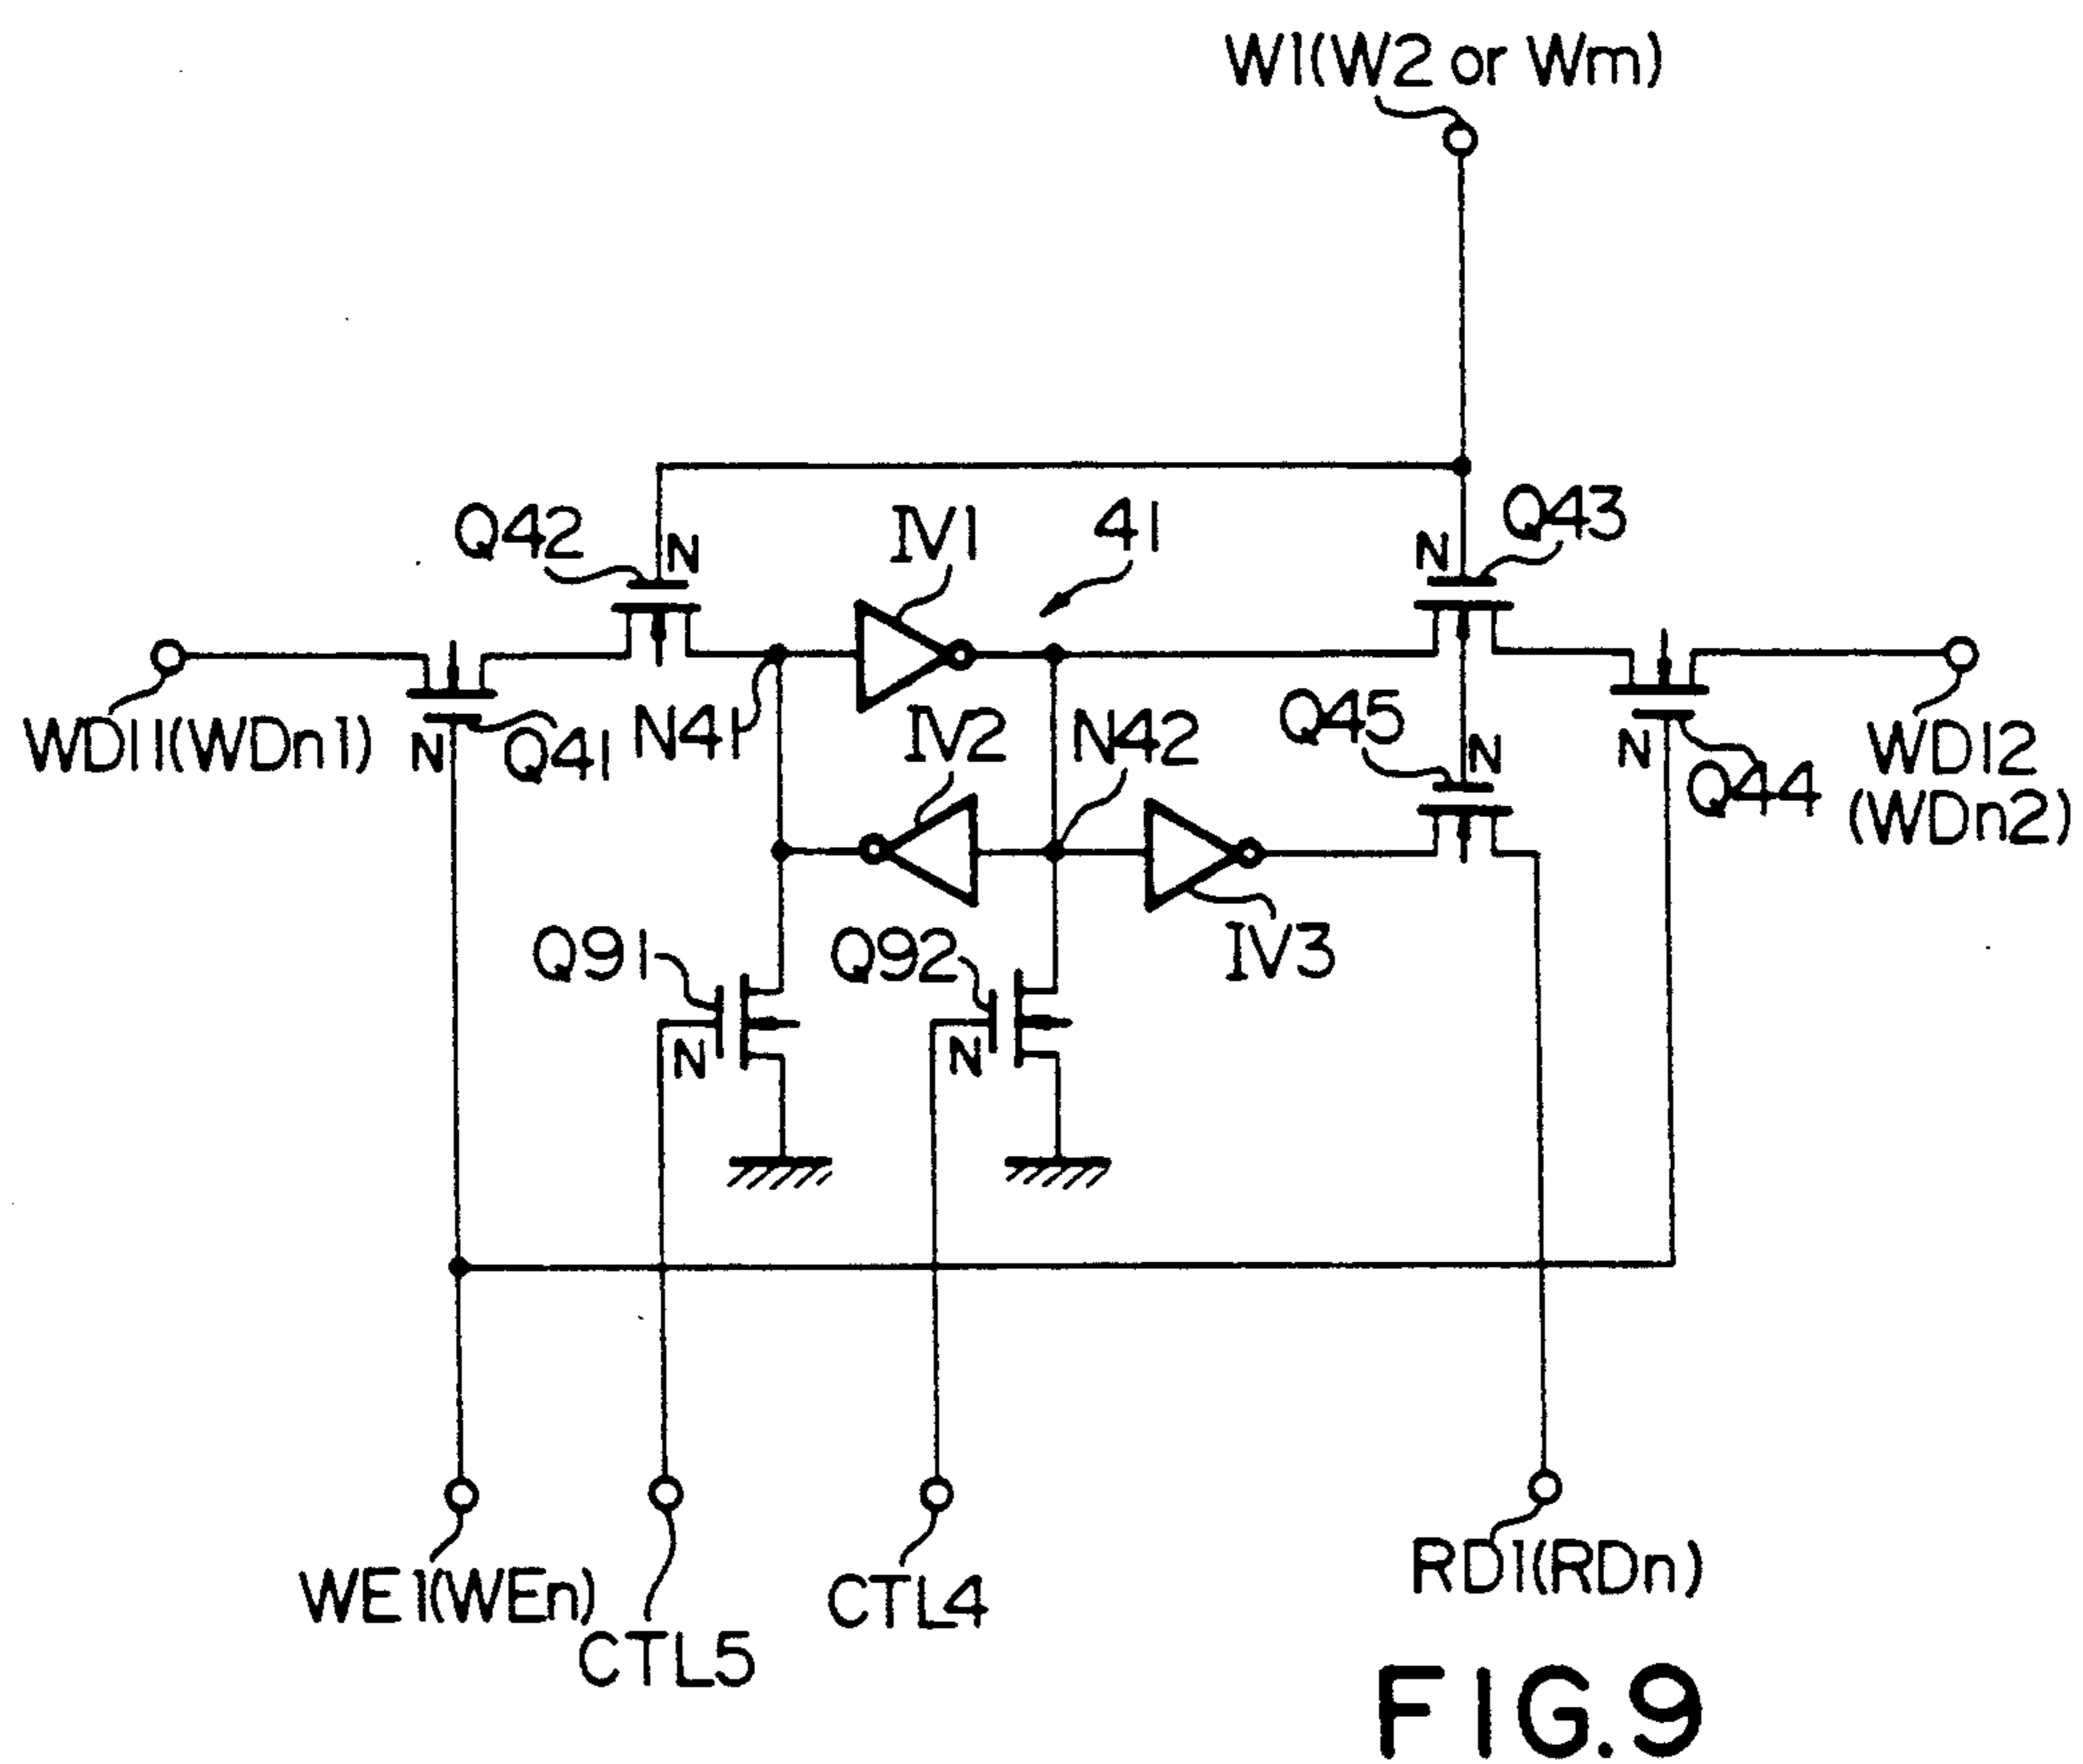 W1(W2 or Wm)
Q42
N
IV1
41
N
Q43
WD11(WDn1)
N
Q41
N41
IV2
N42
Q45
N
N
Q44
WD12
(WDn2)
Q91
N
Q92
N
IV3
WE1(WEn)
CTL5
CTL4
RD1(RDn)
FIG.9